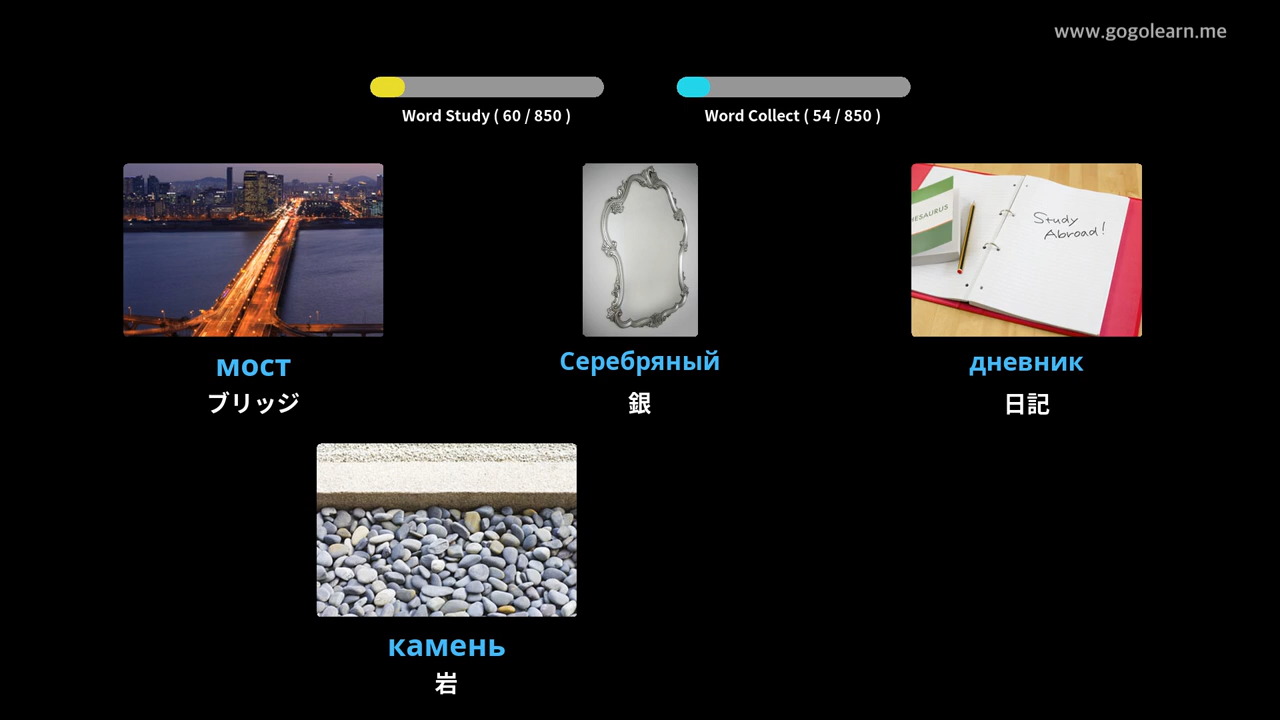 www.gogolearn.me
Word Study ( 60 / 850 )
Word Collect ( 54 / 850 )
HESAURUS
Study
Abroad!
мост
Серебряный
дневник
ブリッジ
銀
日記
камень
岩